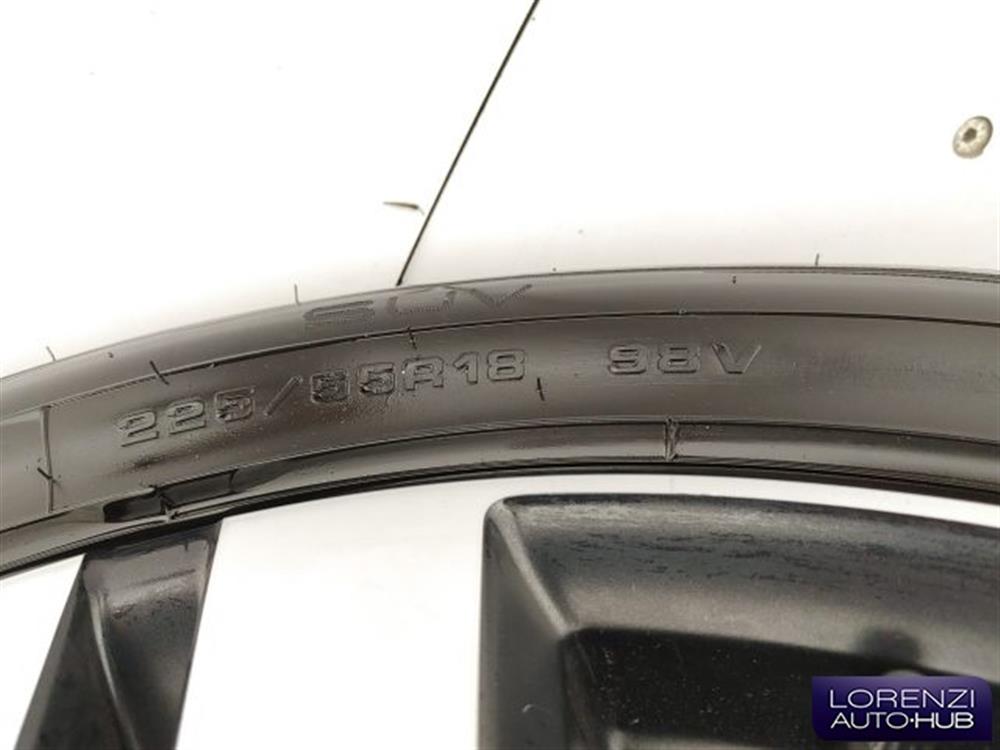 SUV
225/55R18 98V
LORENZI
AUTO·HUB